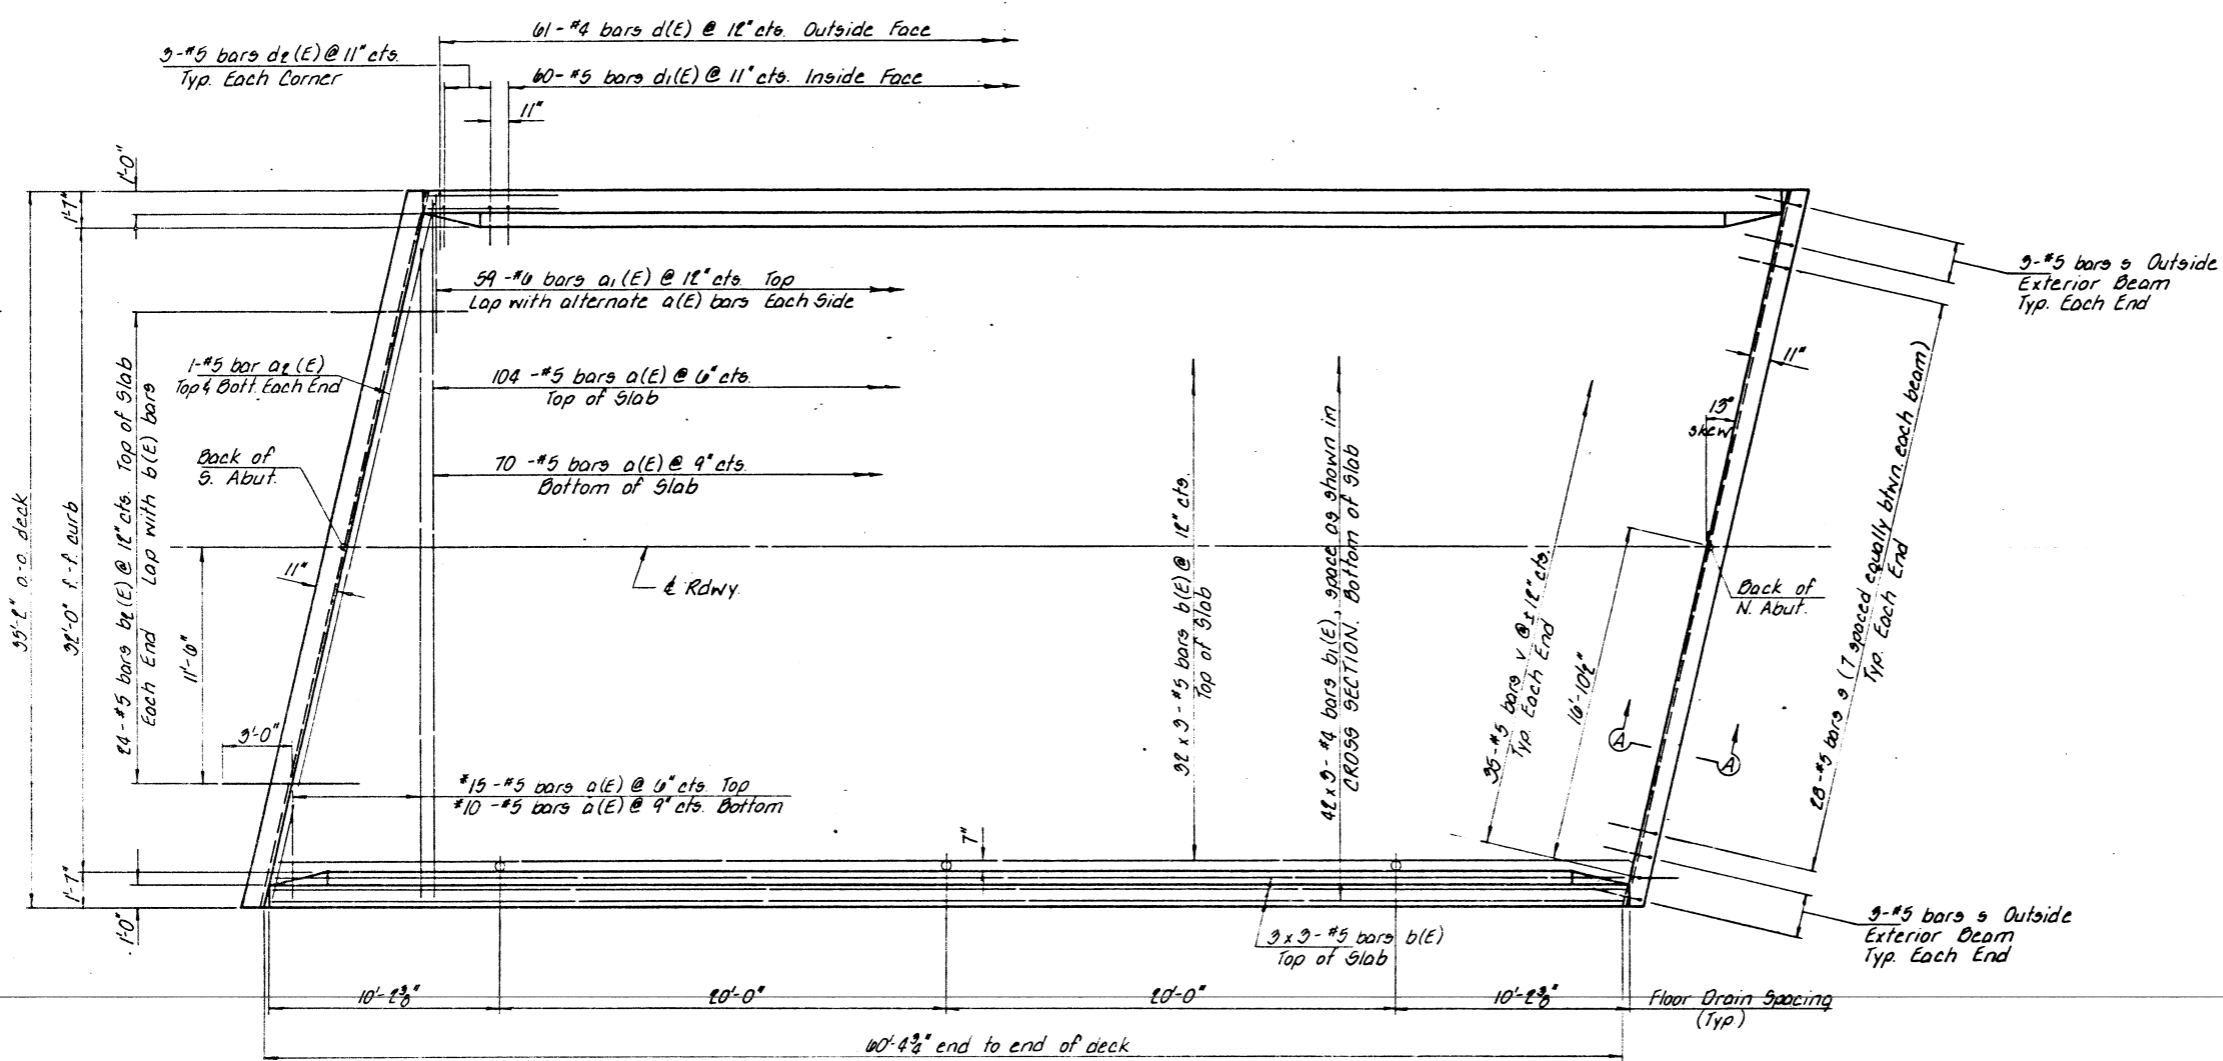 61-#4 bars d(E) @ 12" cts. Outside Face
3-#5 bars d2(E) @ 11" cts.
Typ. Each Corner
60-#5 bars d1(E) @ 11" cts. Inside Face
11"
1'-0"
1'-7"
59-#6 bars a1(E) @ 12" cts. Top
Lap with alternate a(E) bars Each Side
3-#5 bars s Outside
Exterior Beam
Typ. Each End
1-#5 bar a2(E)
Top & Bott. Each End
104-#5 bars a(E) @ 6" cts.
Top of Slab
11"
13°
skew
Back of
S. Abut.
70-#5 bars a(E) @ 9" cts.
Bottom of Slab
35'-2" o.-o. deck
32'-0" f.-f. curb
24-#5 bars b2(E) @ 12" cts. Top of Slab
Each End Lap with b(E) bars
11"
11'-6"
3'-0"
℄ Rdwy.
32 x 3-#5 bars b(E) @ 12" cts.
Top of Slab
42 x 3-#4 bars b1(E), space as shown in
CROSS SECTION. Bottom of Slab
35-#5 bars v @ ± 12" cts.
Typ. Each End
16'-10½"
Back of
N. Abut.
28-#5 bars s (7 spaced equally btwn. each beam)
Typ. Each End
A
A
*15-#5 bars a(E) @ 6" cts. Top
*10-#5 bars a(E) @ 9" cts. Bottom
7"
1'-7"
1'-0"
3 x 3-#5 bars b(E)
Top of Slab
3-#5 bars s Outside
Exterior Beam
Typ. Each End
10'-2⅜"
20'-0"
20'-0"
10'-2⅜"
Floor Drain Spacing
(Typ.)
60'-4¾" end to end of deck